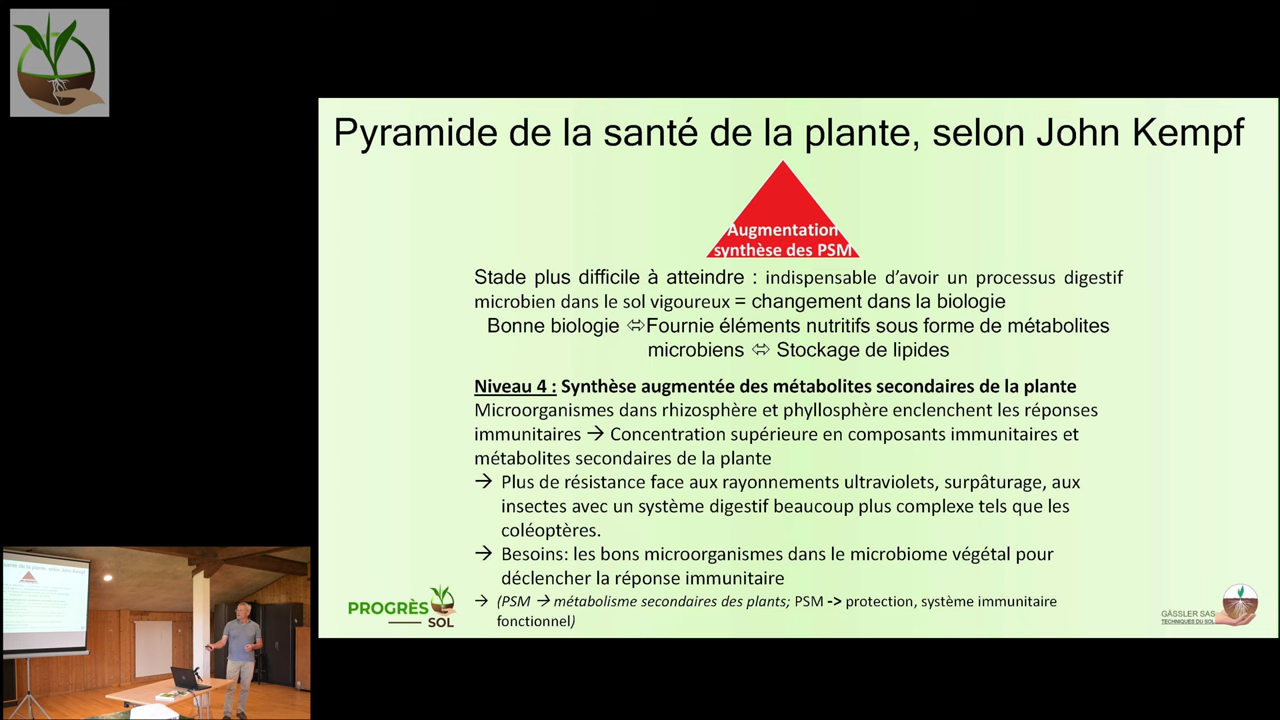 Pyramide de la santé de la plante, selon John Kempf
Augmentation
synthèse des PSM
Stade plus difficile à atteindre : indispensable d’avoir un processus digestif
microbien dans le sol vigoureux = changement dans la biologie
Bonne biologie ⬄Fournie éléments nutritifs sous forme de métabolites
microbiens ⬄ Stockage de lipides
Niveau 4 : Synthèse augmentée des métabolites secondaires de la plante
Microorganismes dans rhizosphère et phyllosphère enclenchent les réponses
immunitaires → Concentration supérieure en composants immunitaires et
métabolites secondaires de la plante
→ Plus de résistance face aux rayonnements ultraviolets, surpâturage, aux
insectes avec un système digestif beaucoup plus complexe tels que les
coléoptères.
→ Besoins: les bons microorganismes dans le microbiome végétal pour
déclencher la réponse immunitaire
→ (PSM → métabolisme secondaires des plants; PSM -> protection, système immunitaire
fonctionnel)
PROGRÈS
SOL
GÄSSLER SAS
TECHNIQUES DU SOL